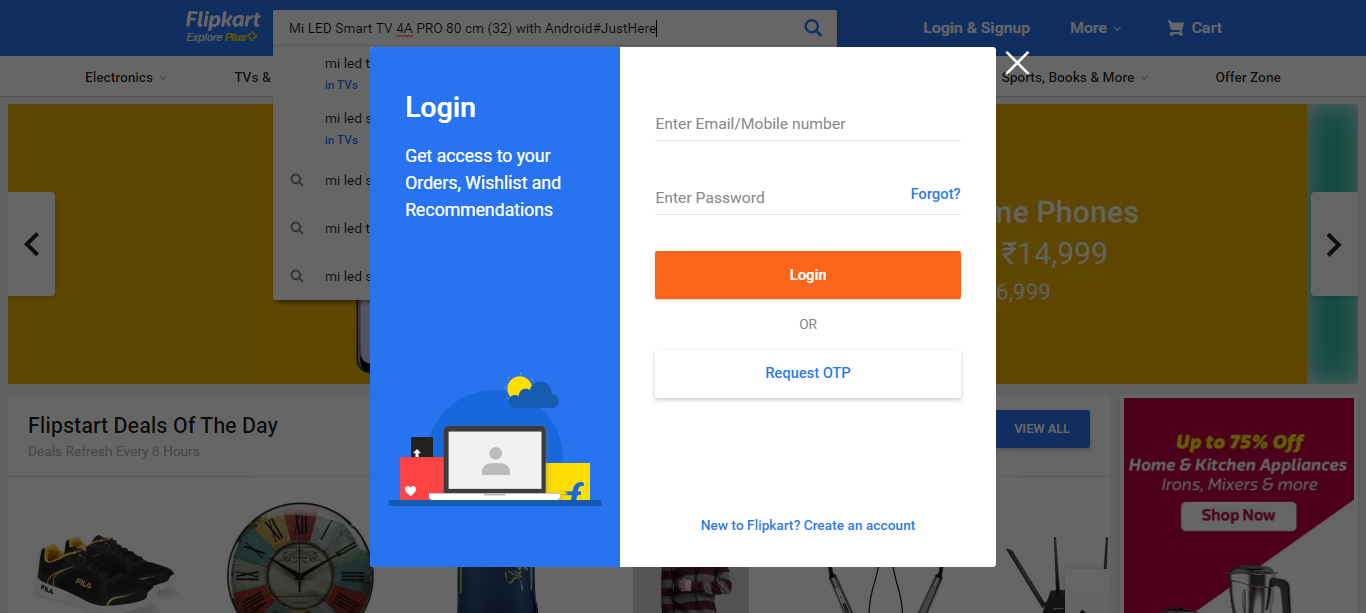 Flipkart
Explore Plus
Mi LED Smart TV 4A PRO 80 cm (32) with Android#JustHere
Login & Signup
More
Cart
Electronics
TVs &
Sports, Books & More
Offer Zone
mi led t
in TVs
mi led s
in TVs
mi led s
mi led t
mi led s
Login
Get access to your
Orders, Wishlist and
Recommendations
Enter Email/Mobile number
Enter Password
Forgot?
Login
OR
Request OTP
New to Flipkart? Create an account
me Phones
₹14,999
6,999
Flipstart Deals Of The Day
Deals Refresh Every 8 Hours
VIEW ALL
FILA
FILA
Up to 75% Off
Home & Kitchen Appliances
Irons, Mixers & more
Shop Now